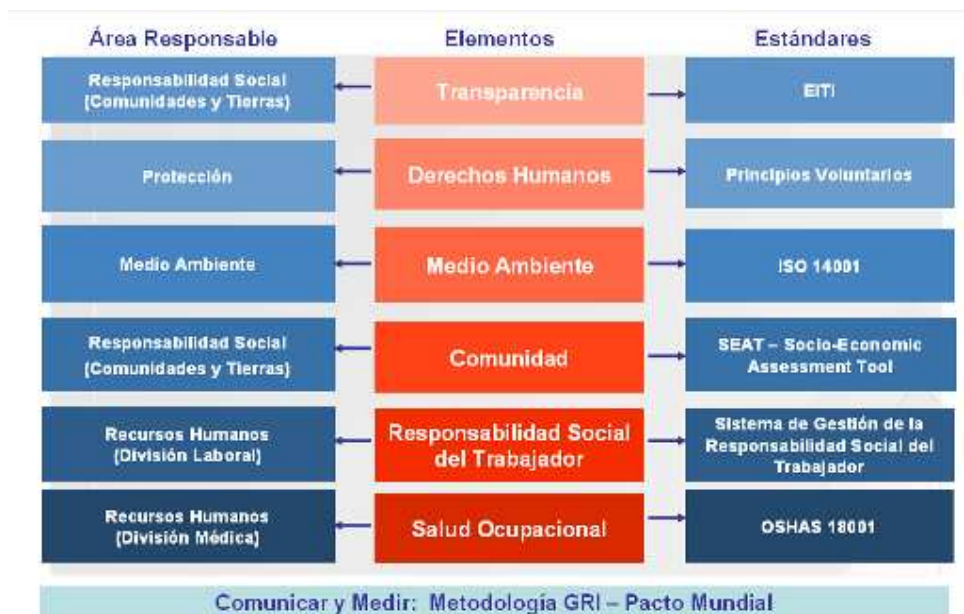 Área Responsable
Elementos
Estándares
Responsabilidad Social
(Comunidades y Tierras)
Transparencia
EITI
Protección
Derechos Humanos
Principios Voluntarios
Medio Ambiente
Medio Ambiente
ISO 14001
Responsabilidad Social
(Comunidades y Tierras)
Comunidad
SEAT – Socio-Economic
Assessment Tool
Recursos Humanos
(División Laboral)
Responsabilidad Social
del Trabajador
Sistema de Gestión de la
Responsabilidad Social del
Trabajador
Recursos Humanos
(División Médica)
Salud Ocupacional
OSHAS 18001
Comunicar y Medir: Metodología GRI – Pacto Mundial